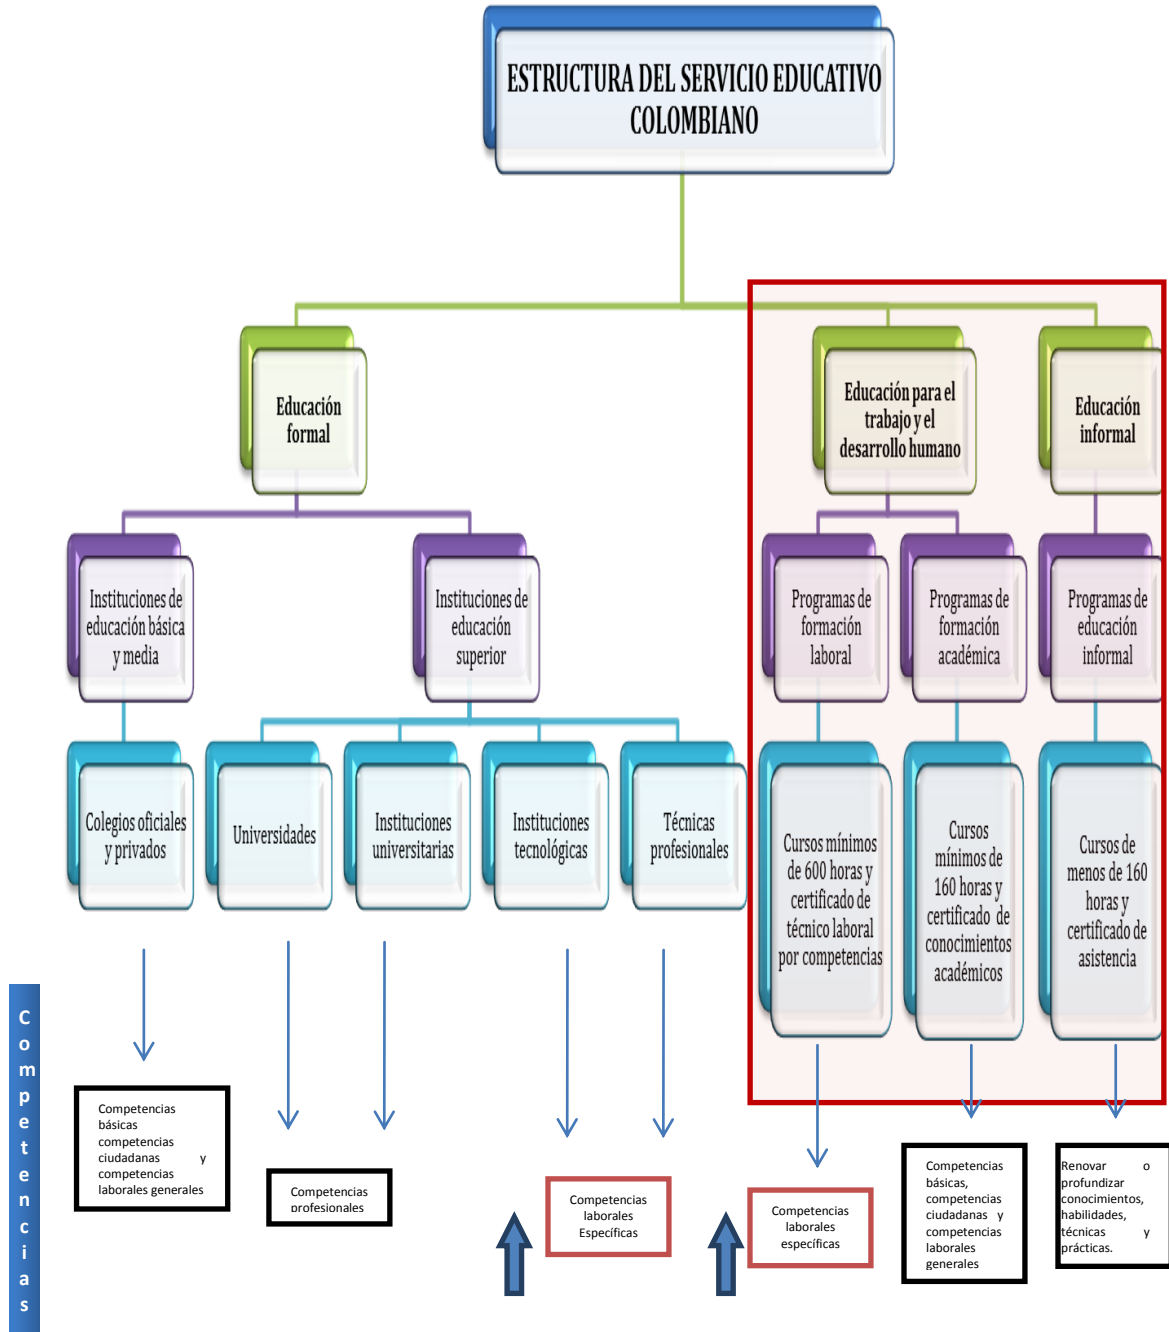 ESTRUCTURA DEL SERVICIO EDUCATIVO
COLOMBIANO
Educación
formal
Educación para el
trabajo y el
desarrollo humano
Educación
informal
Instituciones de
educación básica
y media
Instituciones de
educación
superior
Programas de
formación
laboral
Programas de
formación
académica
Programas de
educación
informal
Colegios oficiales
y privados
Universidades
Instituciones
universitarias
Instituciones
tecnológicas
Técnicas
profesionales
Cursos mínimos
de 600 horas y
certificado de
técnico laboral
por competencias
Cursos
mínimos de
160 horas y
certificado de
conocimientos
académicos
Cursos de
menos de 160
horas y
certificado de
asistencia
Competencias
Competencias
básicas
competencias
ciudadanas y
competencias
laborales generales
Competencias
profesionales
Competencias
laborales
Específicas
Competencias
laborales
específicas
Competencias
básicas,
competencias
ciudadanas y
competencias
laborales
generales
Renovar o
profundizar
conocimientos,
habilidades,
técnicas y
prácticas.